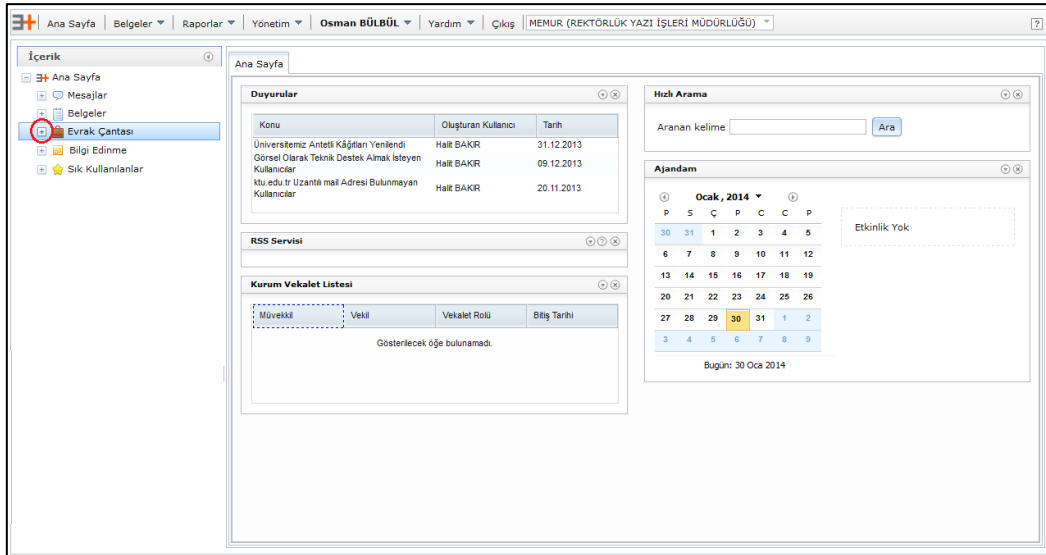 Ana Sayfa Belgeler Raporlar Yönetim Osman BÜLBÜL Yardım Çıkış MEMUR (REKTÖRLÜK YAZI İŞLERİ MÜDÜRLÜĞÜ) ?
İçerik
Ana Sayfa
Mesajlar
Belgeler
Evrak Çantası
Bilgi Edinme
Sık Kullanılanlar
Ana Sayfa
Duyurular
Konu Oluşturan Kullanıcı Tarih
Üniversitemiz Antetli Kâğıtları Yenilendi Halit BAKIR 31.12.2013
Görsel Olarak Teknik Destek Almak İsteyen
Kullanıcılar Halit BAKIR 09.12.2013
ktu.edu.tr Uzantılı mail Adresi Bulunmayan
Kullanıcılar Halit BAKIR 20.11.2013
RSS Servisi
Kurum Vekalet Listesi
Müvekkil Vekil Vekalet Rolü Bitiş Tarihi
Gösterilecek öğe bulunamadı.
Hızlı Arama
Aranan kelime Ara
Ajandam
Ocak, 2014
P S Ç P C C P
30 31 1 2 3 4 5
6 7 8 9 10 11 12
13 14 15 16 17 18 19
20 21 22 23 24 25 26
27 28 29 30 31 1 2
3 4 5 6 7 8 9
Bugün: 30 Oca 2014
Etkinlik Yok